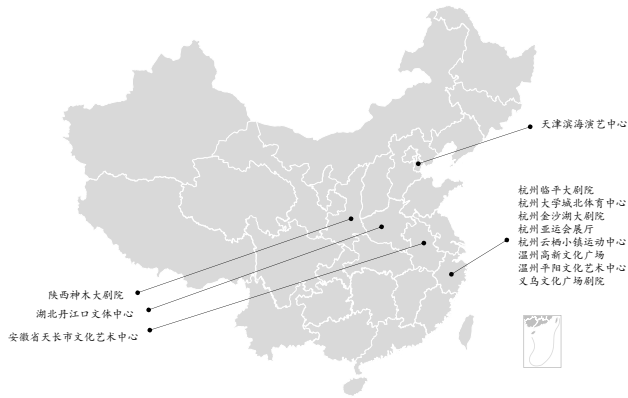 天津滨海演艺中心
杭州临平大剧院
杭州大学城北体育中心
杭州金沙湖大剧院
杭州亚运会展厅
杭州云栖小镇运动中心
温州高新文化广场
温州平阳文化艺术中心
义乌文化广场剧院
陕西神木大剧院
湖北丹江口文体中心
安徽省天长市文化艺术中心